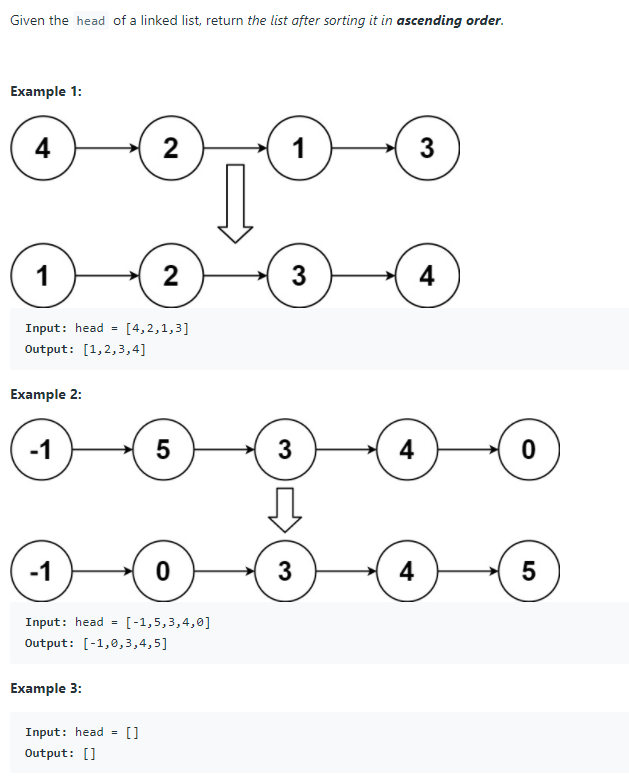 Given the head of a linked list, return the list after sorting it in ascending order.
Example 1:
4 2 1 3
1 2 3 4
Input: head = [4,2,1,3]
Output: [1,2,3,4]
Example 2:
-1 5 3 4 0
-1 0 3 4 5
Input: head = [-1,5,3,4,0]
Output: [-1,0,3,4,5]
Example 3:
Input: head = []
Output: []